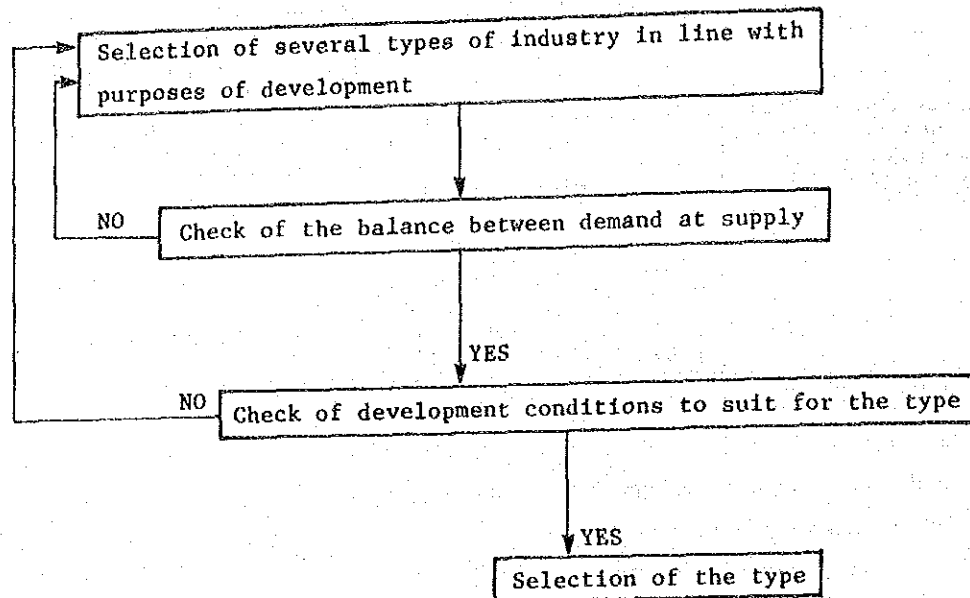 Selection of several types of industry in line with
purposes of development
NO
Check of the balance between demand at supply
YES
NO
Check of development conditions to suit for the type
YES
Selection of the type